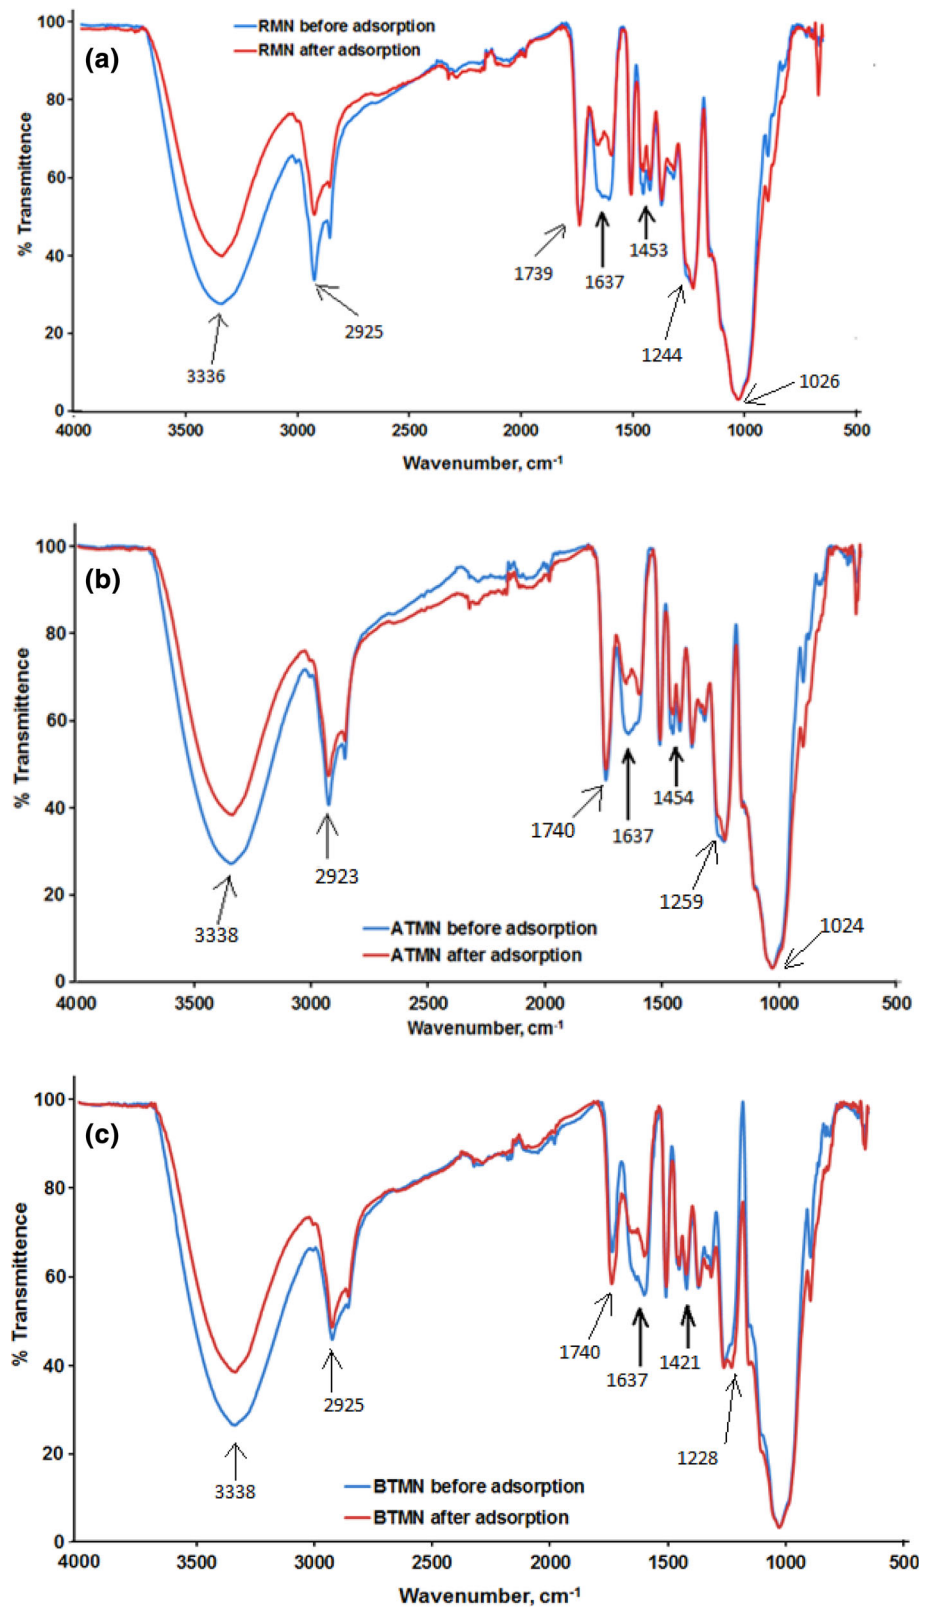 (a)
RMN before adsorption
RMN after adsorption
% Transmittence
100
80
60
40
20
0
3336
2925
1739
1637
1453
1244
1026
4000 3500 3000 2500 2000 1500 1000 500
Wavenumber, cm-1
(b)
% Transmittence
100
80
60
40
20
0
3338
2923
1740
1637
1454
1259
1024
ATMN before adsorption
ATMN after adsorption
4000 3500 3000 2500 2000 1500 1000 500
Wavenumber, cm-1
(c)
% Transmittence
100
80
60
40
20
0
3338
2925
1740
1637
1421
1228
BTMN before adsorption
BTMN after adsorption
4000 3500 3000 2500 2000 1500 1000 500
Wavenumber, cm-1